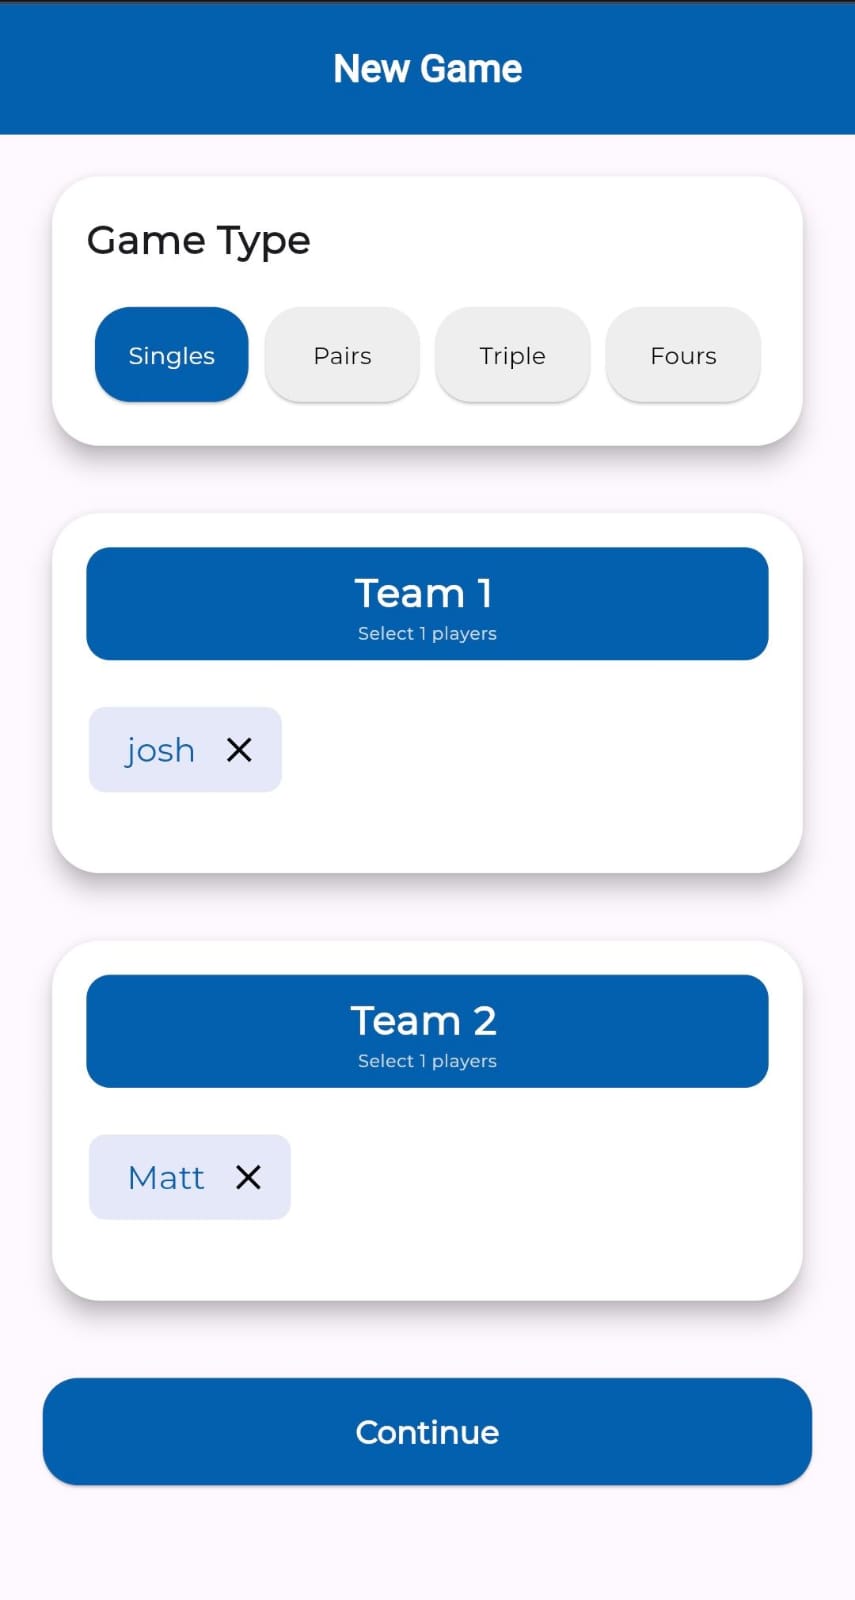 New Game
Game Type
Singles Pairs Triple Fours
Team 1
Select 1 players
josh
Team 2
Select 1 players
Matt
Continue